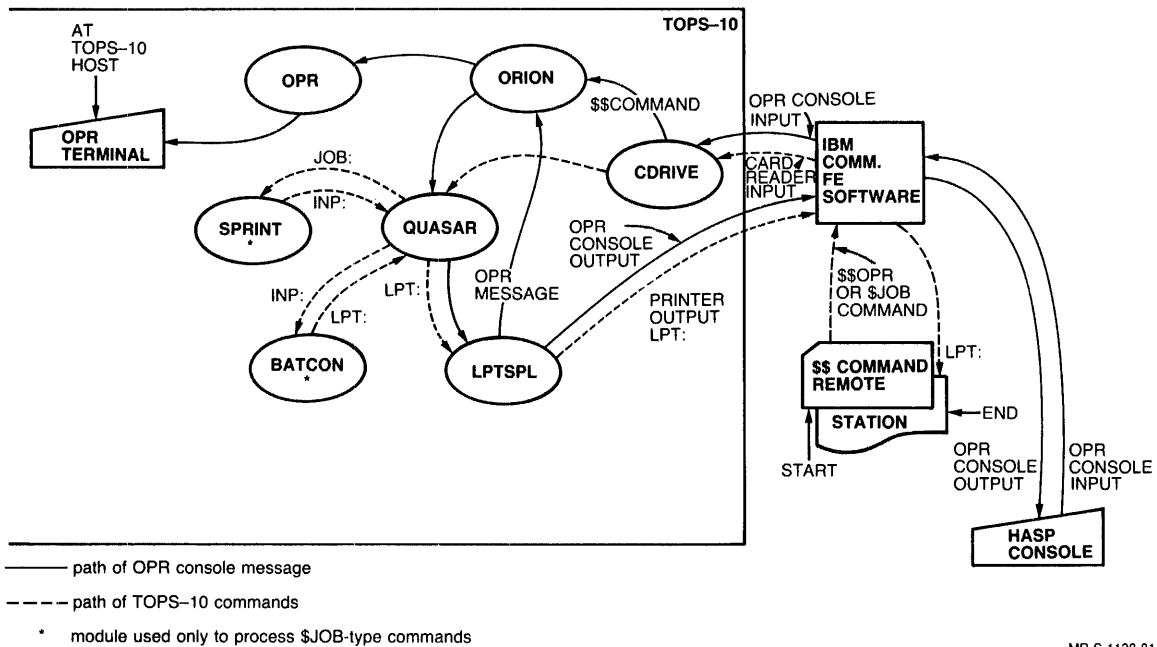 TOPS–10
AT
TOPS–10
HOST
OPR
TERMINAL
OPR
ORION
$$COMMAND
OPR CONSOLE
INPUT
IBM
COMM.
FE
SOFTWARE
CDRIVE
CARD
READER
INPUT
JOB:
INP:
SPRINT
*
QUASAR
OPR
CONSOLE
OUTPUT
INP:
LPT:
LPT:
OPR
MESSAGE
PRINTER
OUTPUT
LPT:
$$OPR
OR $JOB
COMMAND
BATCON
*
LPTSPL
LPT:
$$ COMMAND
REMOTE
STATION
END
START
OPR
CONSOLE
OUTPUT
OPR
CONSOLE
INPUT
HASP
CONSOLE
path of OPR console message
path of TOPS–10 commands
* module used only to process $JOB-type commands